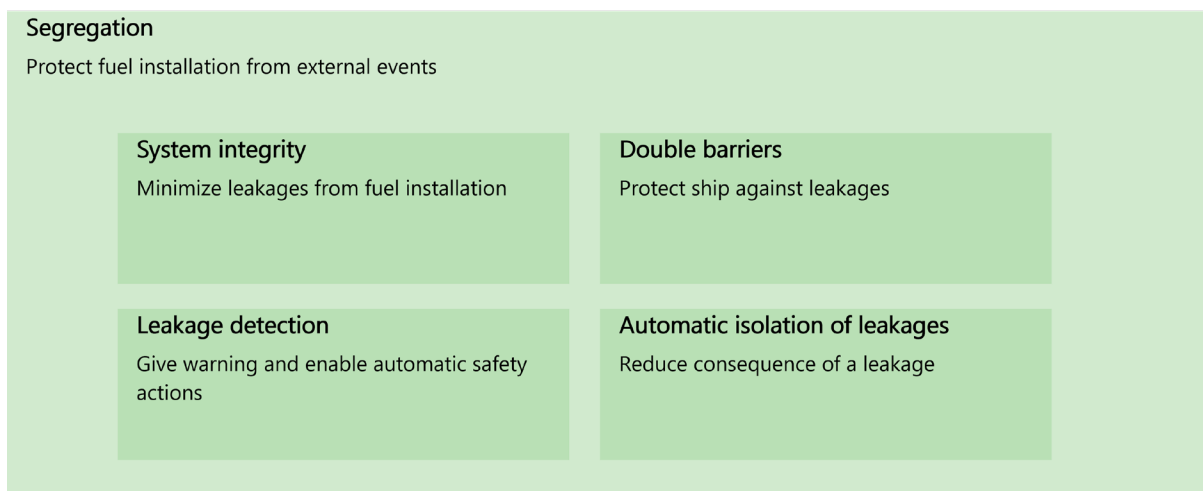 Segregation
Protect fuel installation from external events
System integrity
Minimize leakages from fuel installation
Double barriers
Protect ship against leakages
Leakage detection
Give warning and enable automatic safety
actions
Automatic isolation of leakages
Reduce consequence of a leakage